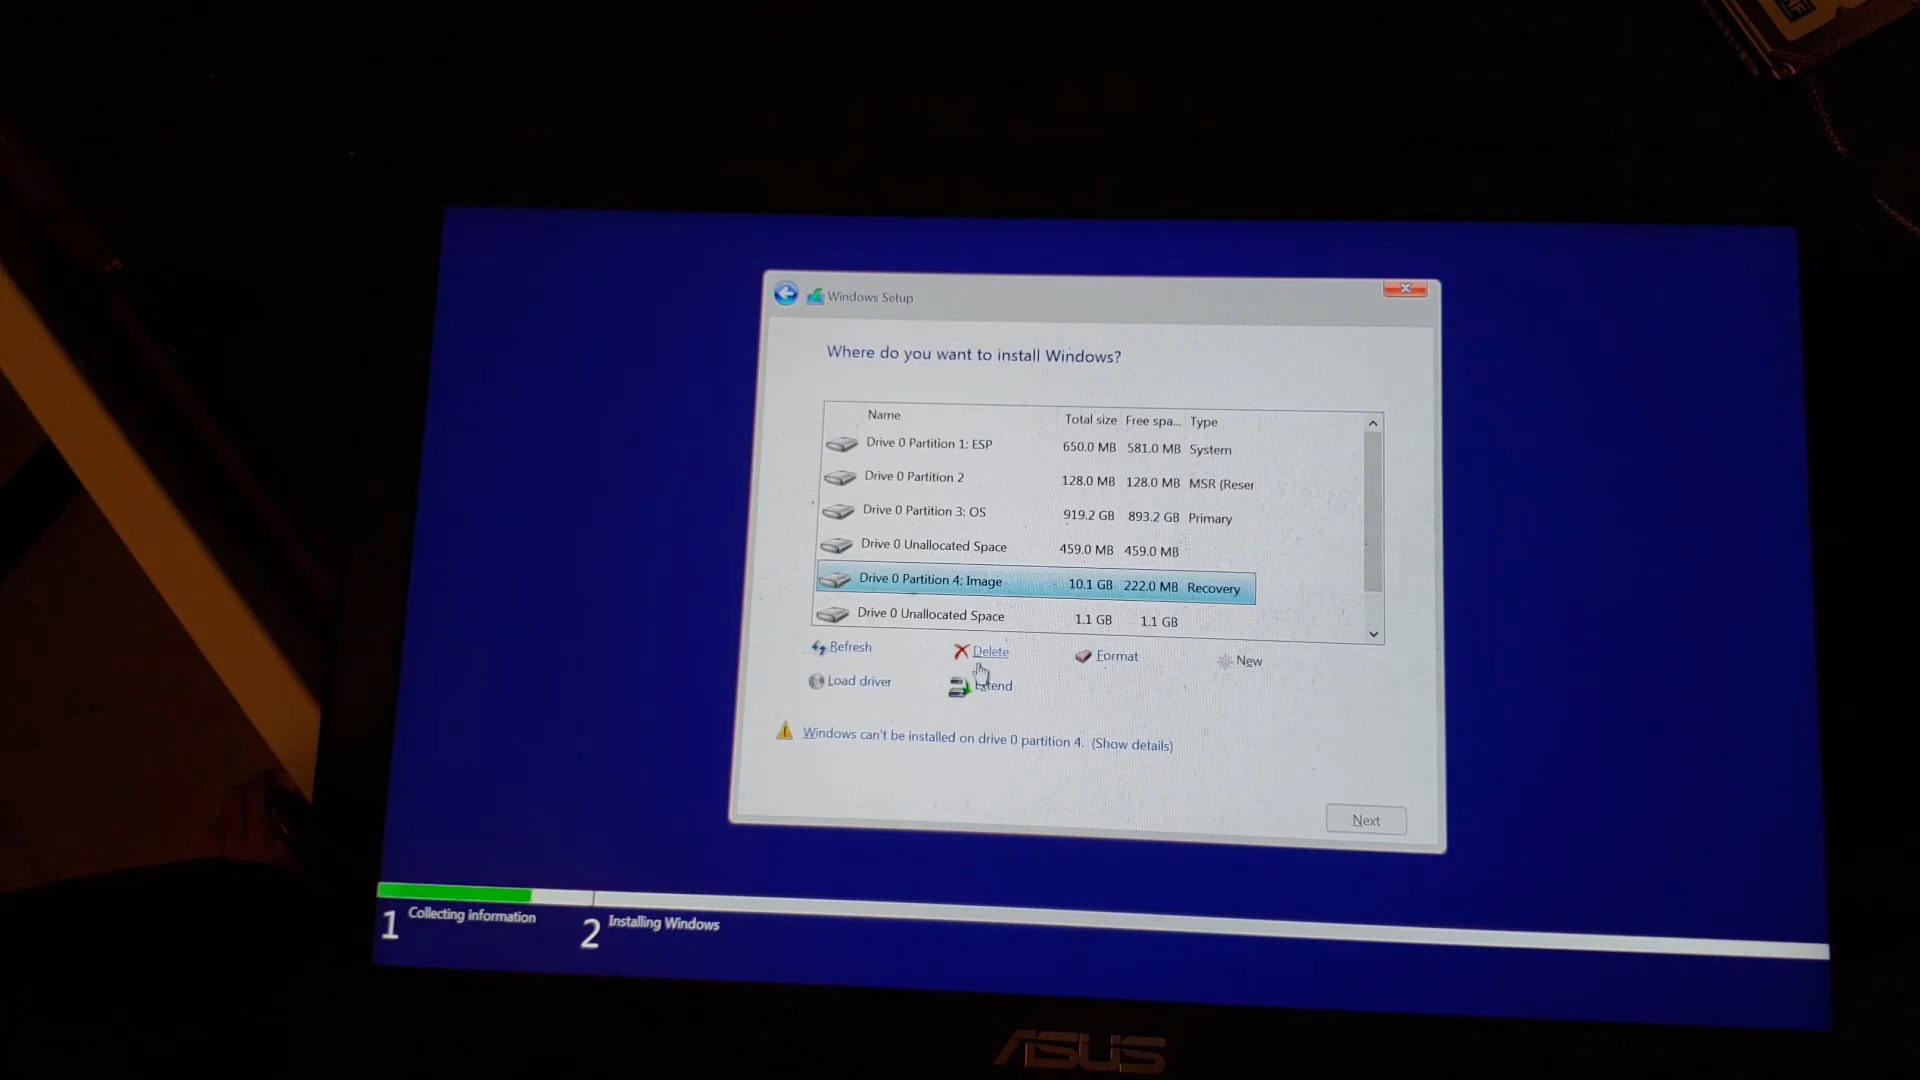 Windows Setup
Where do you want to install Windows?
Name Total size Free spa... Type
Drive 0 Partition 1: ESP 650.0 MB 581.0 MB System
Drive 0 Partition 2 128.0 MB 128.0 MB MSR (Reser
Drive 0 Partition 3: OS 919.2 GB 893.2 GB Primary
Drive 0 Unallocated Space 459.0 MB 459.0 MB
Drive 0 Partition 4: Image 10.1 GB 222.0 MB Recovery
Drive 0 Unallocated Space 1.1 GB 1.1 GB
Refresh Delete Format New
Load driver Extend
Windows can't be installed on drive 0 partition 4. (Show details)
Next
1 Collecting information 2 Installing Windows
ASUS